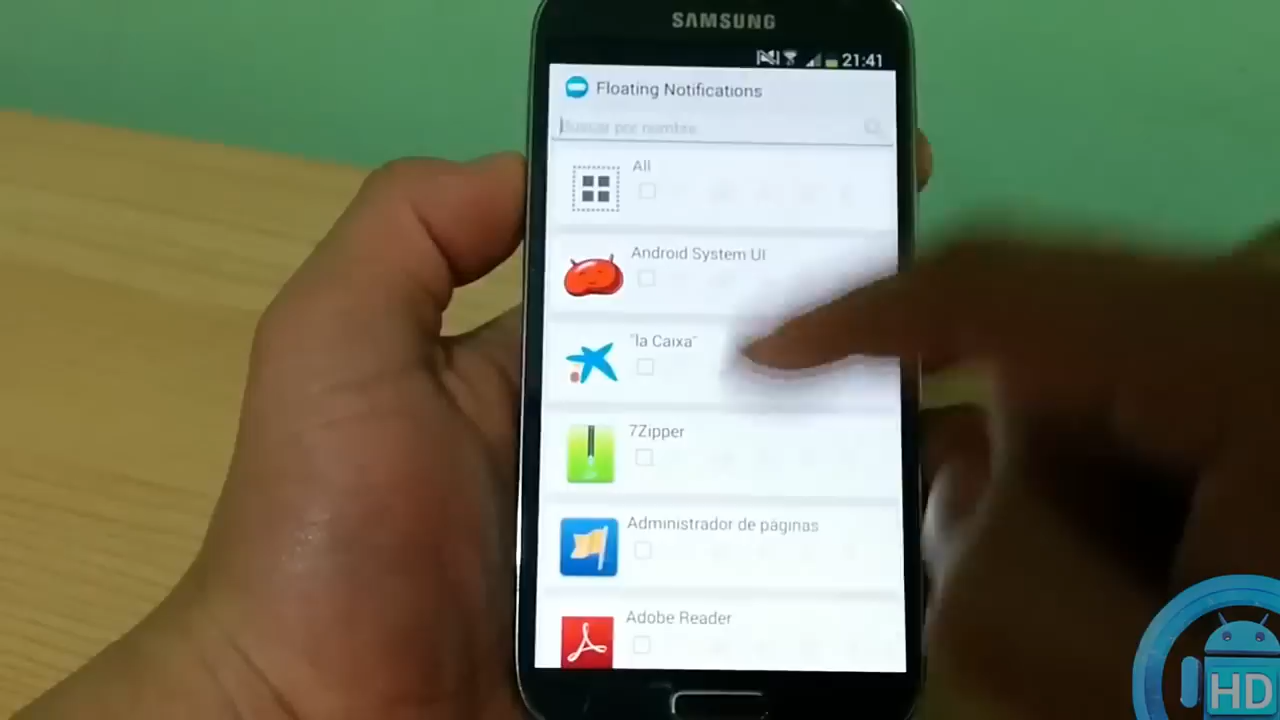 SAMSUNG
21:41
Floating Notifications
Buscar por nombre
All
Android System UI
"la Caixa"
7Zipper
Administrador de páginas
Adobe Reader
HD